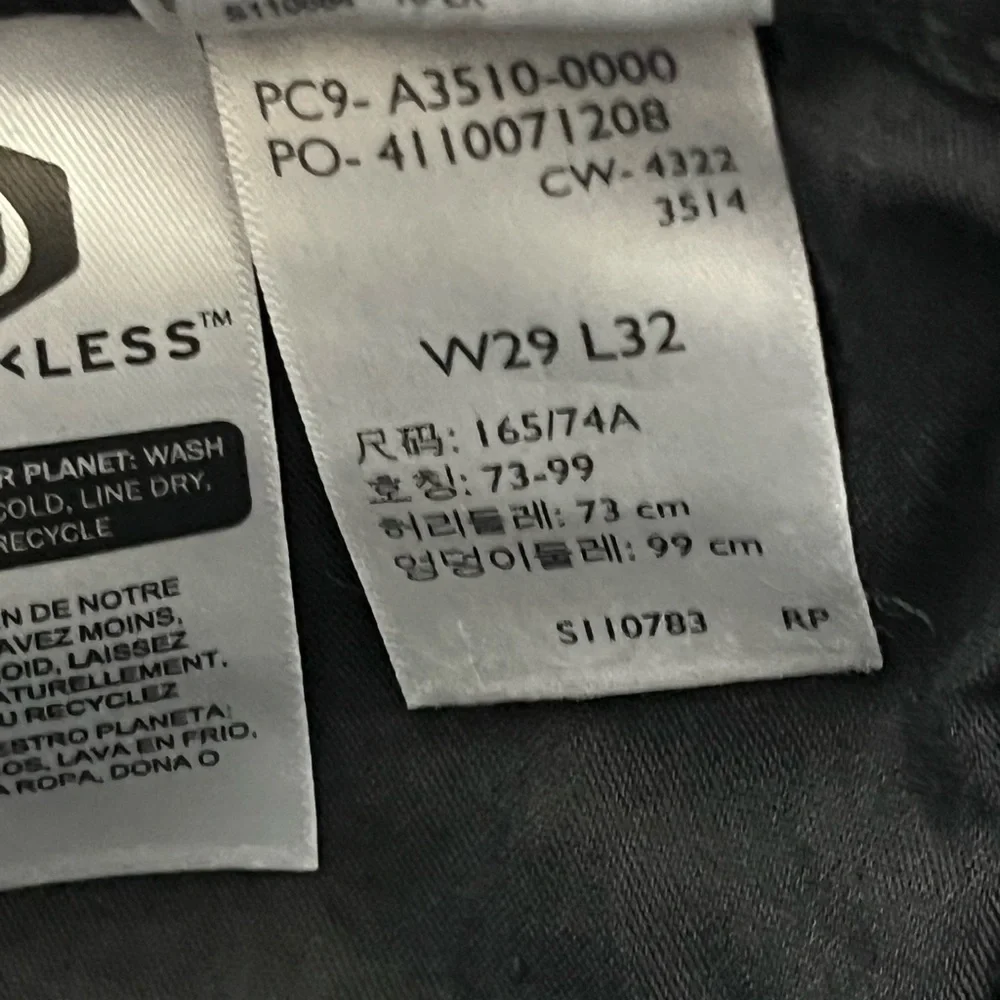 PC9- A3510-0000
PO- 4110071208
CW- 4322
3514
W29 L32
尺码: 165/74A
호칭: 73-99
허리둘레: 73 cm
엉덩이둘레: 99 cm
S110783 RP
<LESS™
R PLANET: WASH
COLD, LINE DRY,
RECYCLE
N DE NOTRE
AVEZ MOINS,
OID, LAISSEZ
ATURELLEMENT,
U RECYCLEZ
ESTRO PLANETA:
OS, LAVA EN FRIO,
A ROPA, DONA O